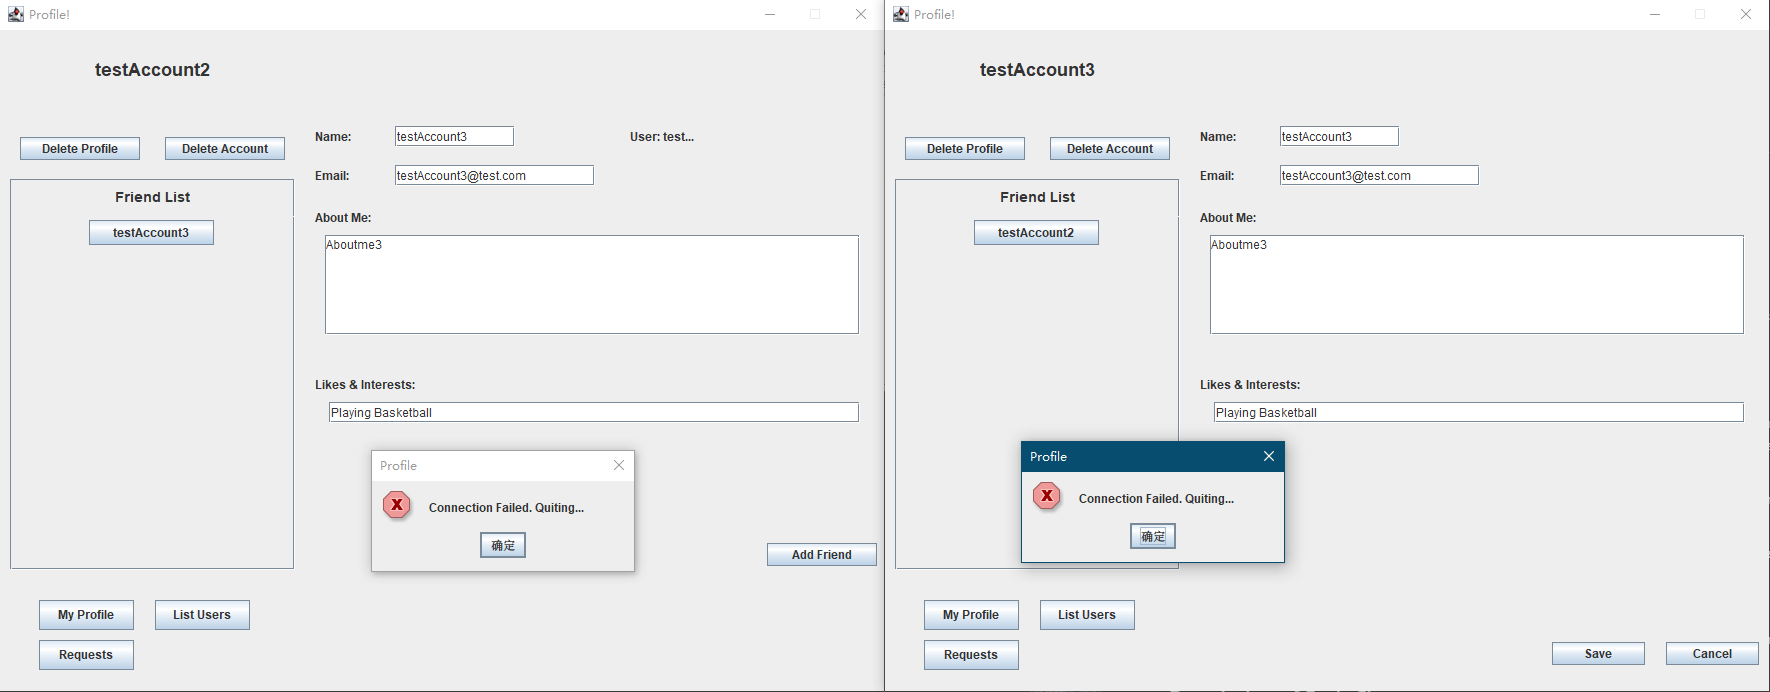 Profile!
testAccount2
Delete Profile
Delete Account
Name:
testAccount3
User: test...
Email:
testAccount3@test.com
Friend List
testAccount3
About Me:
Aboutme3
Likes & Interests:
Playing Basketball
Profile
Connection Failed. Quiting...
确定
Add Friend
My Profile
List Users
Requests
Profile!
testAccount3
Delete Profile
Delete Account
Name:
testAccount3
Email:
testAccount3@test.com
Friend List
testAccount2
About Me:
Aboutme3
Likes & Interests:
Playing Basketball
Profile
Connection Failed. Quiting...
确定
My Profile
List Users
Requests
Save
Cancel